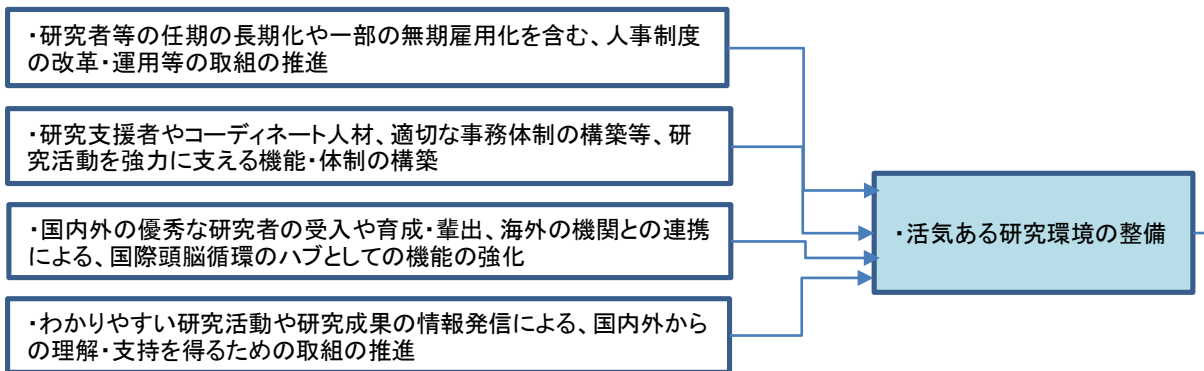 ・研究者等の任期の長期化や一部の無期雇用化を含む、人事制度
の改革・運用等の取組の推進
・研究支援者やコーディネート人材、適切な事務体制の構築等、研
究活動を強力に支える機能・体制の構築
・国内外の優秀な研究者の受入や育成・輩出、海外の機関との連携
による、国際頭脳循環のハブとしての機能の強化
・わかりやすい研究活動や研究成果の情報発信による、国内外から
の理解・支持を得るための取組の推進
・活気ある研究環境の整備